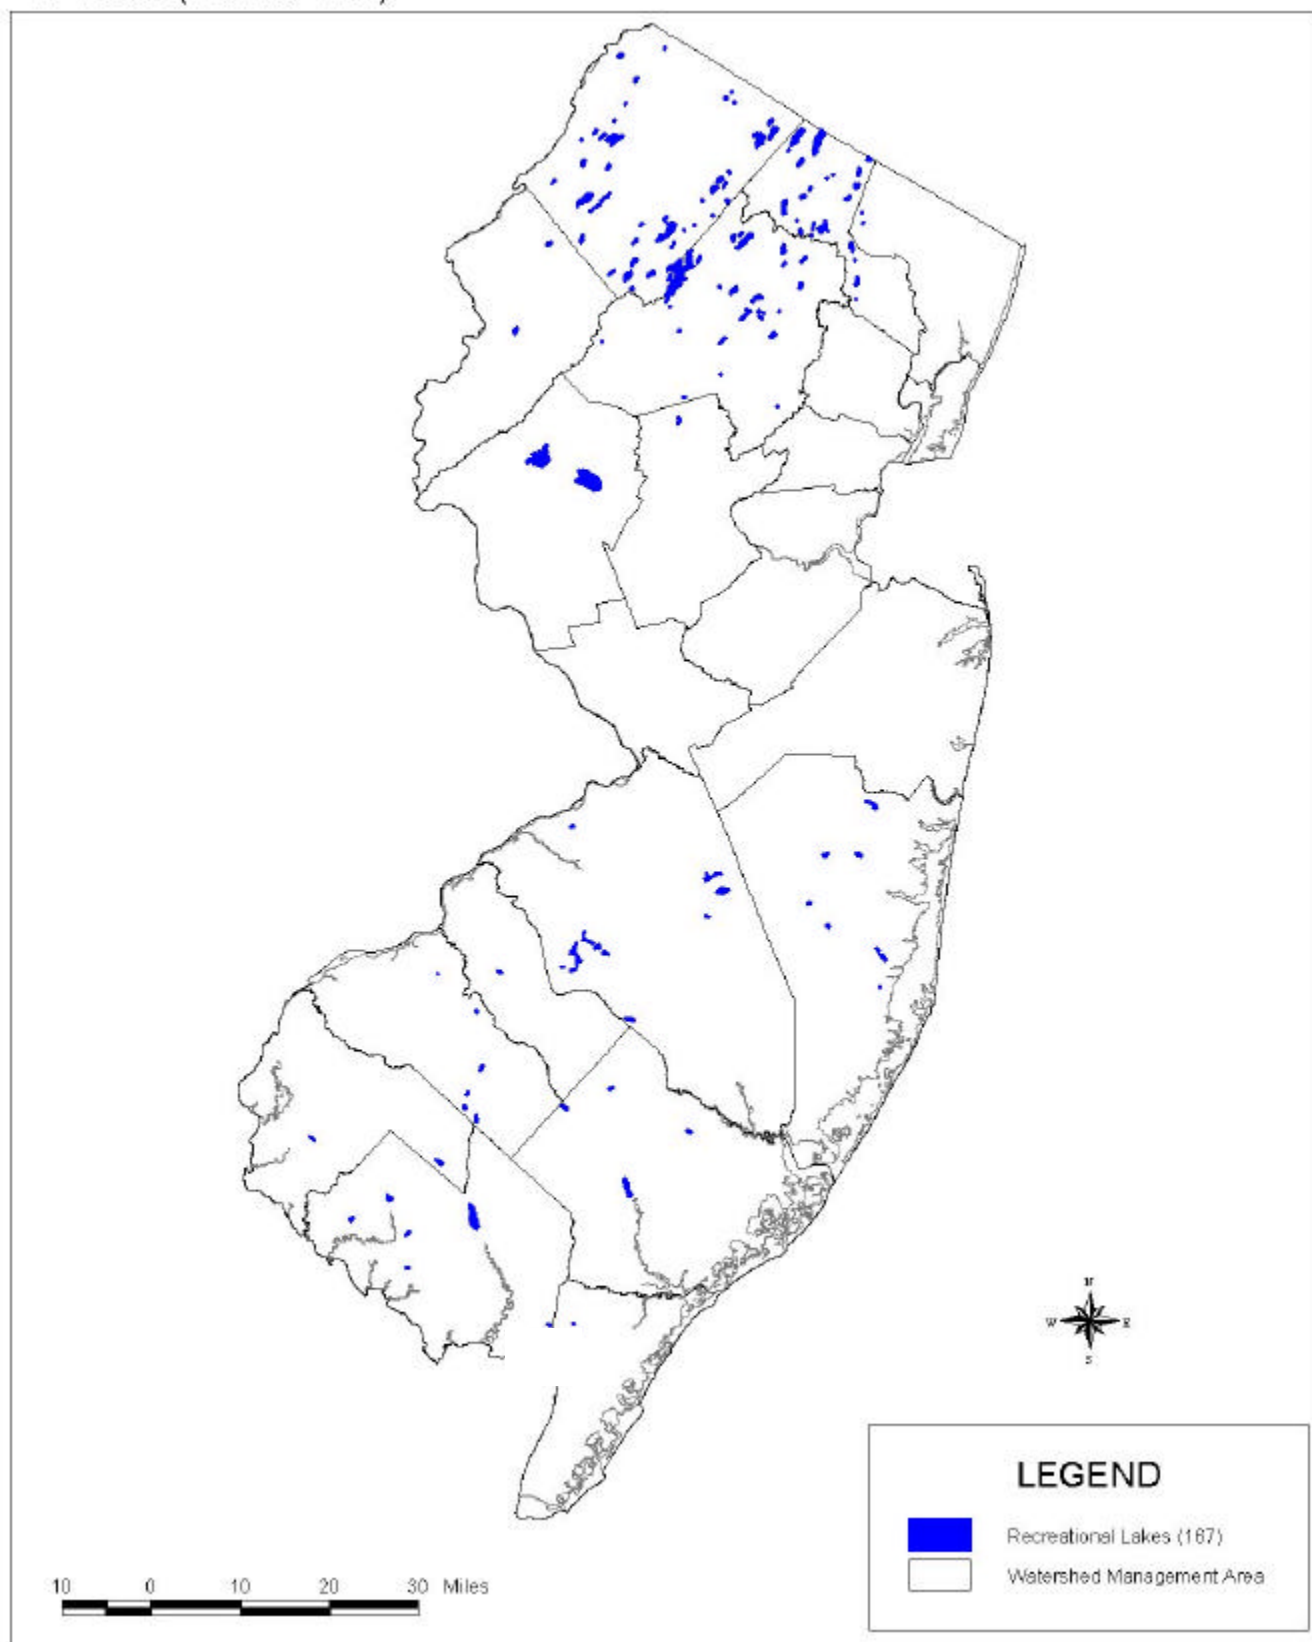 N
W E
S
LEGEND
Recreational Lakes (167)
Watershed Management Area
10 0 10 20 30 Miles